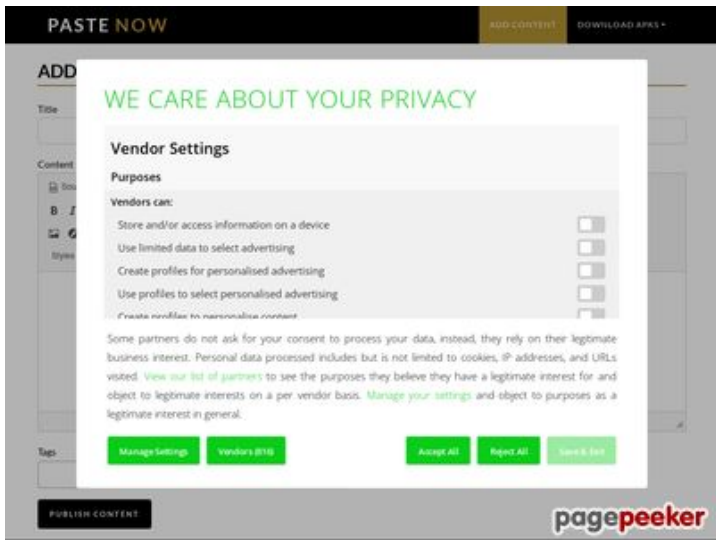 PASTE NOW
ADD CONTENT
DOWNLOAD APKS
ADD
Title
WE CARE ABOUT YOUR PRIVACY
Vendor Settings
Purposes
Content
Vendors can:
Store and/or access information on a device
B I
Use limited data to select advertising
Create profiles for personalised advertising
Styles
Use profiles to select personalised advertising
Create profiles to personalise content
Some partners do not ask for your consent to process your data, instead, they rely on their legitimate
business interest. Personal data processed includes but is not limited to cookies, IP addresses, and URLs
visited. View our list of partners to see the purposes they believe they have a legitimate interest for and
object to legitimate interests on a per vendor basis. Manage your settings and object to purposes as a
legitimate interest in general.
Tags
Manage Settings
Accept All
Reject All
Save & Exit
PUBLISH CONTENT
pagepeeker